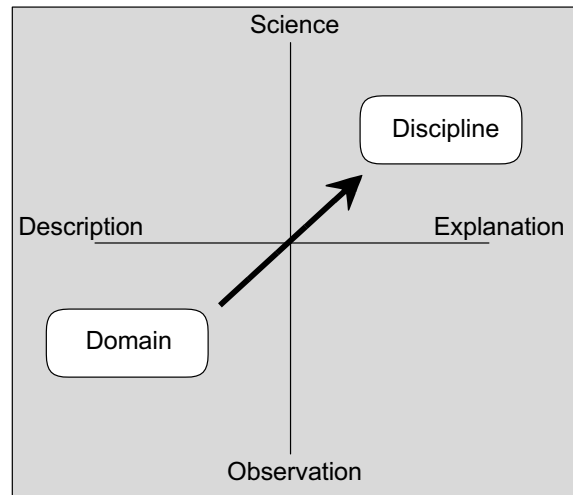 Science
Discipline
Description
Explanation
Domain
Observation